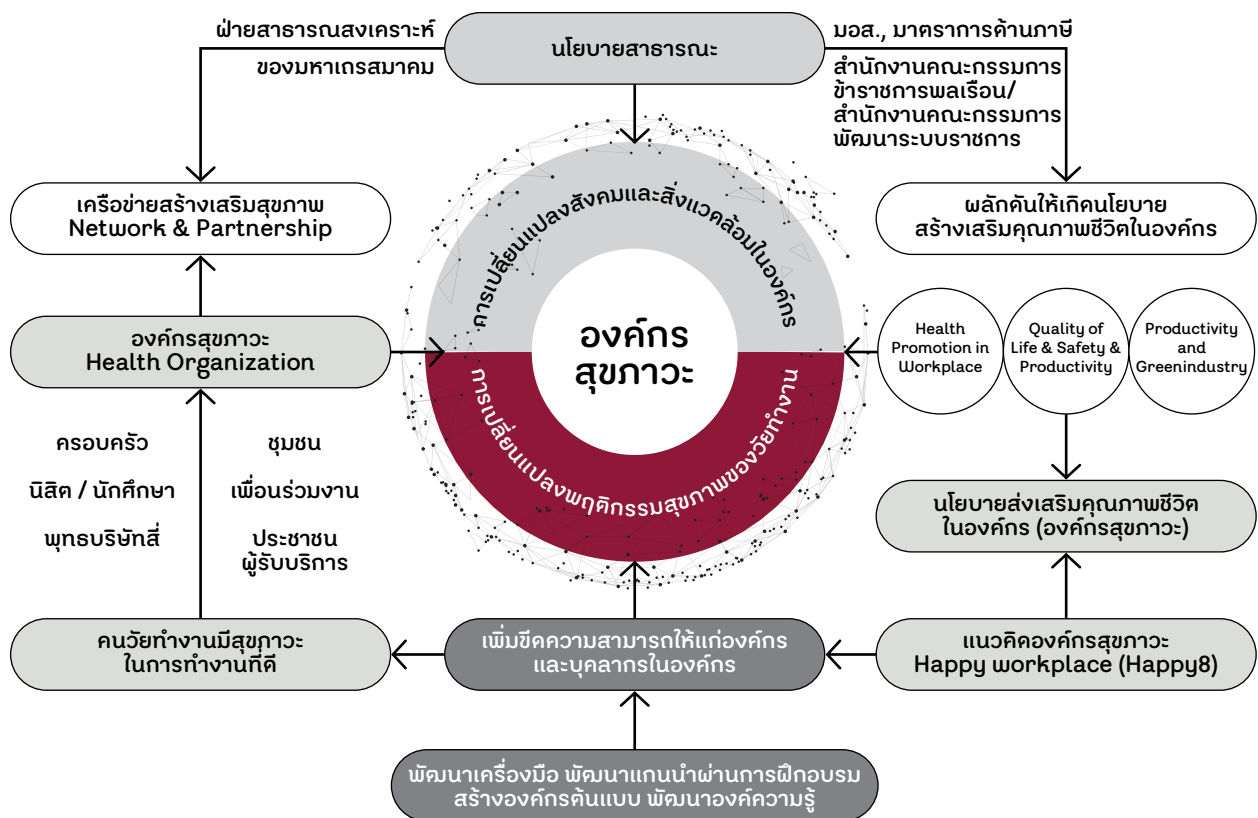 ฝ่ายสาธารณสงเคราะห์
ของมหาเถรสมาคม
นโยบายสาธารณะ
มอส., มาตราการด้านภาษี
สำนักงานคณะกรรมการ
ข้าราชการพลเรือน/
สำนักงานคณะกรรมการ
พัฒนาระบบราชการ
เครือข่ายสร้างเสริมสุขภาพ
Network & Partnership
ผลักดันให้เกิดนโยบาย
สร้างเสริมคุณภาพชีวิตในองค์กร
การเปลี่ยนแปลงสังคมและสิ่งแวดล้อมในองค์กร
องค์กร
สุขภาวะ
การเปลี่ยนแปลงพฤติกรรมสุขภาพของวัยทำงาน
องค์กรสุขภาวะ
Health Organization
Health
Promotion in
Workplace
Quality of
Life & Safety &
Productivity
Productivity
and
Greenindustry
ครอบครัว
ชุมชน
นิสิต / นักศึกษา
เพื่อนร่วมงาน
พุทธบริษัทสี่
ประชาชน
ผู้รับบริการ
นโยบายส่งเสริมคุณภาพชีวิต
ในองค์กร (องค์กรสุขภาวะ)
คนวัยทำงานมีสุขภาวะ
ในการทำงานที่ดี
เพิ่มขีดความสามารถให้แก่องค์กร
และบุคลากรในองค์กร
แนวคิดองค์กรสุขภาวะ
Happy workplace (Happy8)
พัฒนาเครื่องมือ พัฒนาแกนนำผ่านการฝึกอบรม
สร้างองค์กรต้นแบบ พัฒนาองค์ความรู้